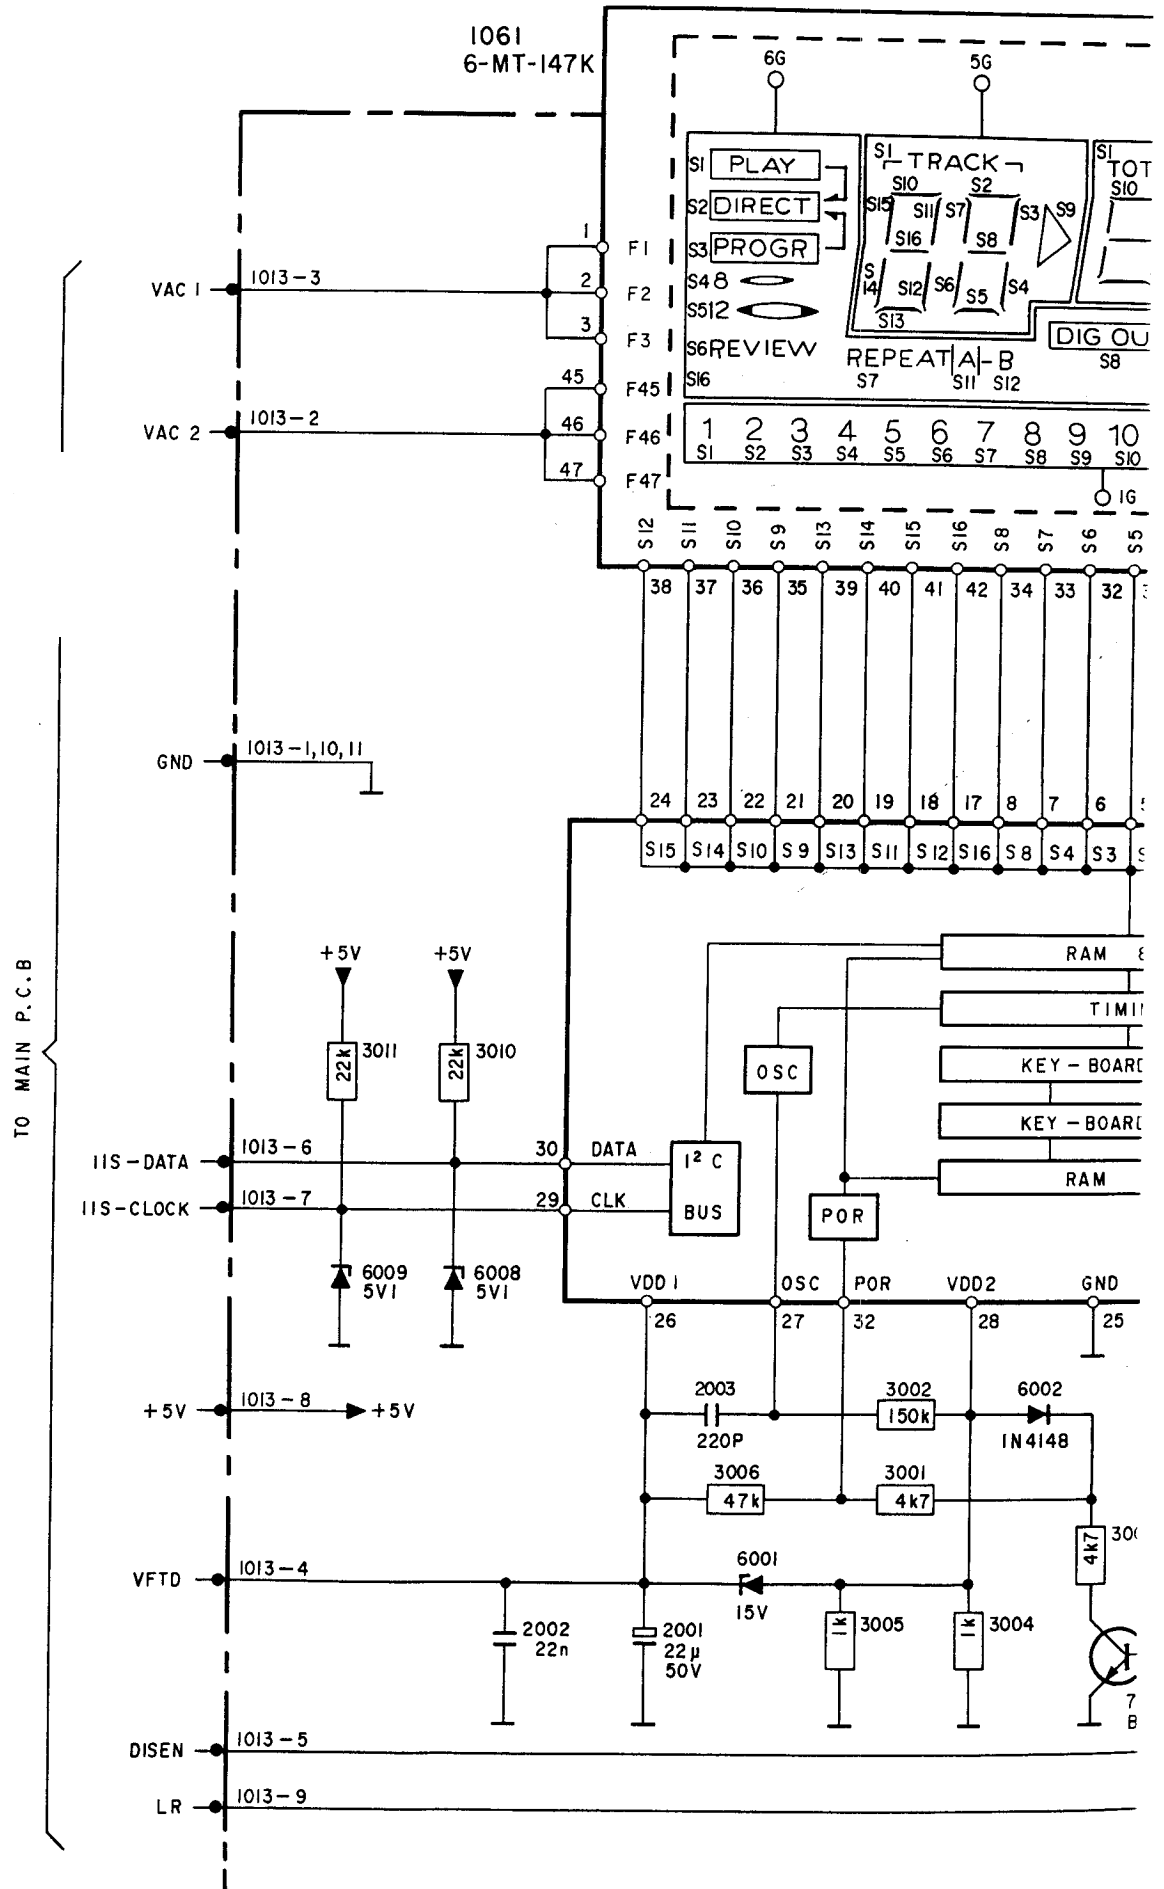 1061
6-MT-147K
6G
5G
S1 PLAY
S2 DIRECT
S3 PROGR
S4 8
S5 12
S6 REVIEW
S16
S1 TRACK
S10 S2
S15 S11 S7 S3 S9
S16 S8
S14 S12 S6 S4
S13 S5
S1
S10
REPEAT A-B
S7 S11 S12
S8
1 2 3 4 5 6 7 8 9 10
S1 S2 S3 S4 S5 S6 S7 S8 S9 S10
1G
1 F1
VAC 1 1013-3 2 F2
3 F3
45 F45
VAC 2 1013-2 46 F46
47 F47
S12 S11 S10 S9 S13 S14 S15 S16 S8 S7 S6 S5
38 37 36 35 39 40 41 42 34 33 32
GND 1013-1,10,11
24 23 22 21 20 19 18 17 8 7 6
S15 S14 S10 S9 S13 S11 S12 S16 S8 S4 S3
TO MAIN P.C.B
+5V +5V
22k 3011 22k 3010
RAM
OSC
KEY-BOARD
KEY-BOARD
RAM
IIS-DATA 1013-6 30 DATA
IIS-CLOCK 1013-7 29 CLK
I² C
BUS
POR
6009
5V1
6008
5V1
VDD1 OSC POR VDD2 GND
26 27 32 28 25
+5V 1013-8 +5V
2003
220P
3002
150k
6002
1N4148
3006
47k
3001
4k7
4k7
VFTD 1013-4
6001
15V
2002
22n
2001
22µ
50V
1k 3005
1k 3004
DISEN 1013-5
LR 1013-9